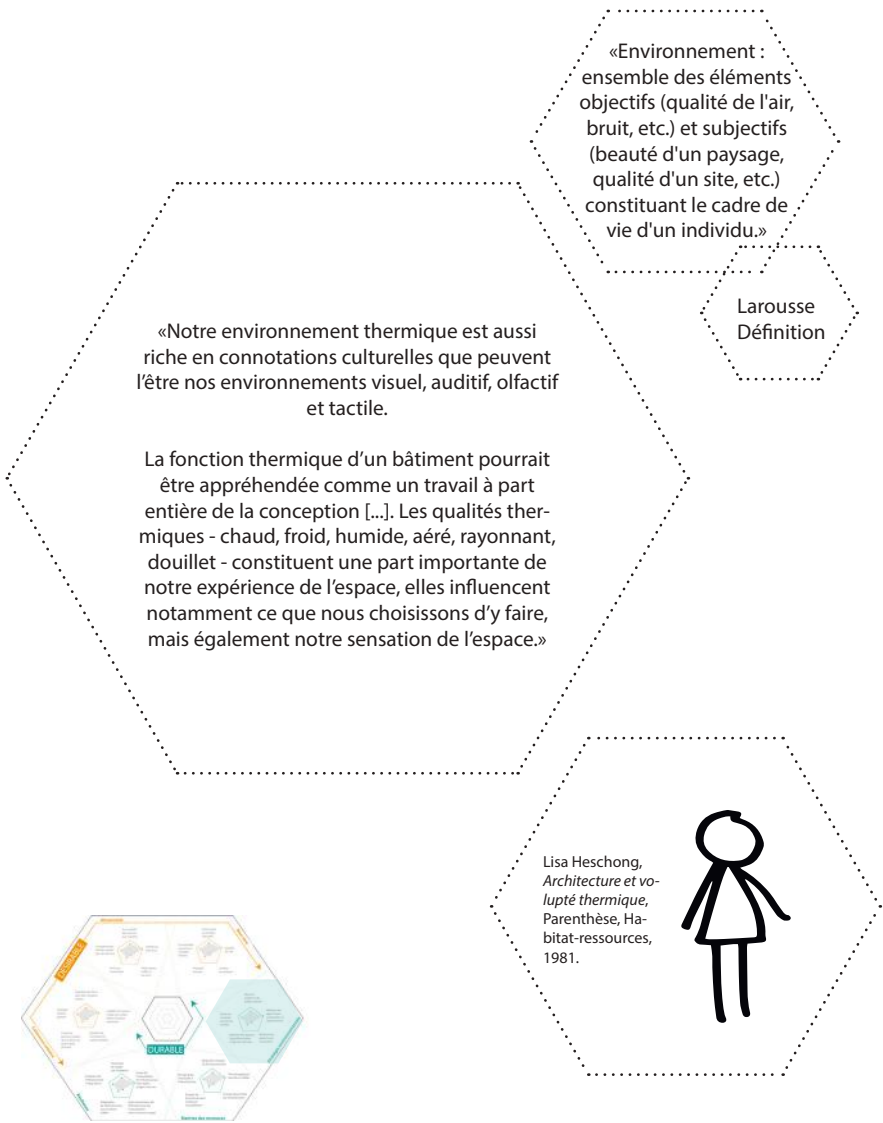 «Environnement :
ensemble des éléments
objectifs (qualité de l'air,
bruit, etc.) et subjectifs
(beauté d'un paysage,
qualité d'un site, etc.)
constituant le cadre de
vie d'un individu.»
Larousse
Définition
«Notre environnement thermique est aussi
riche en connotations culturelles que peuvent
l’être nos environnements visuel, auditif, olfactif
et tactile.
La fonction thermique d’un bâtiment pourrait
être appréhendée comme un travail à part
entière de la conception [...]. Les qualités ther-
miques - chaud, froid, humide, aéré, rayonnant,
douillet - constituent une part importante de
notre expérience de l’espace, elles influencent
notamment ce que nous choisissons d’y faire,
mais également notre sensation de l’espace.»
Lisa Heschong,
Architecture et vo-
lupté thermique,
Parenthèse, Ha-
bitat-ressources,
1981.
DÉSIRABLE
DURABLE